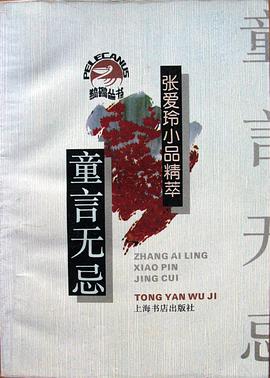 PELECANUS
鹈鹕丛书
张爱玲小品精萃
童言无忌
童言无忌
ZHANG AI LING
XIAO PIN
JING CUI
TONG YAN WU JI
上海书店出版社